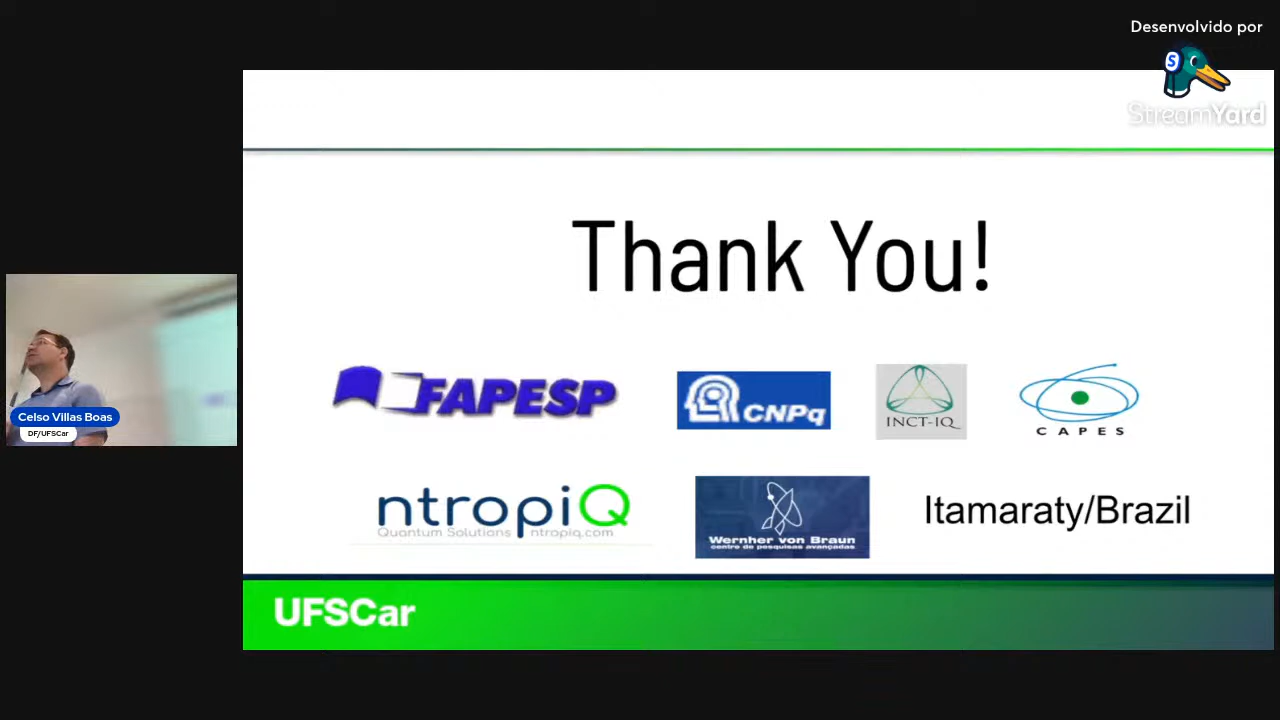 Desenvolvido por
S
StreamYard
Thank You!
FAPESP
CNPq
INCT-IQ
CAPES
ntropiQ
Quantum Solutions ntropiq.com
Wernher von Braun
centro de pesquisas avançadas
Itamaraty/Brazil
Celso Villas Boas
DF/UFSCar
UFSCar